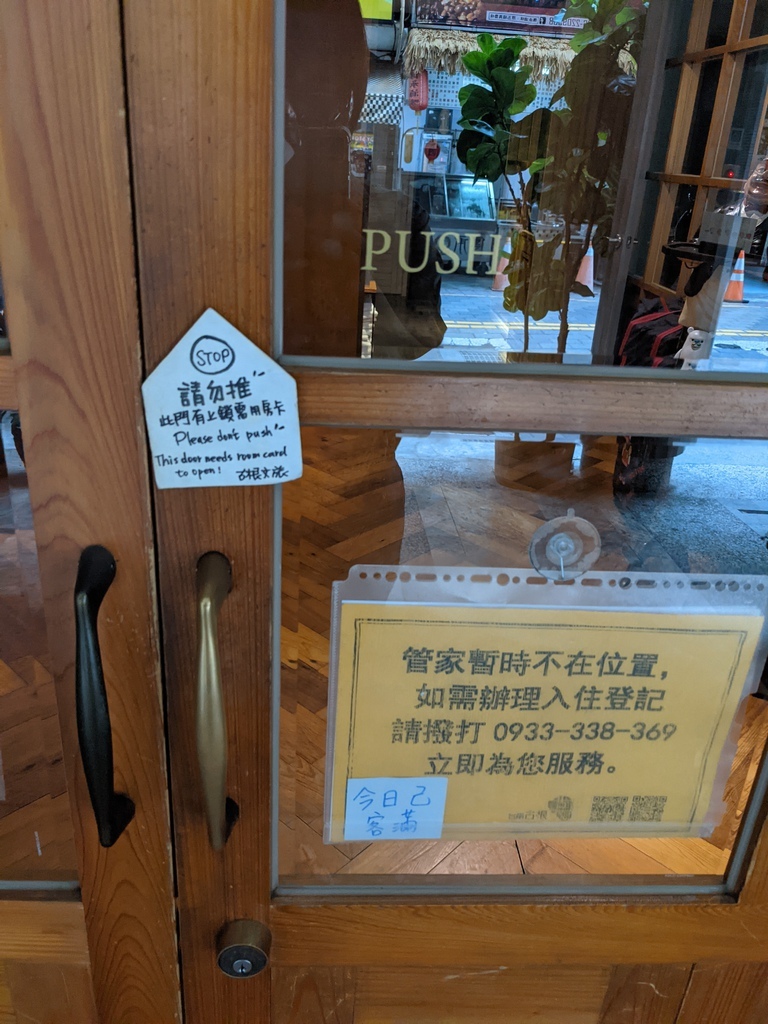 PUSH
STOP
請勿推
此門有上鎖需用房卡
Please don't push
This door needs room card
to open!
管家暫時不在位置,
如需辦理入住登記
請撥打 0933-338-369
立即為您服務。
今日已
客滿